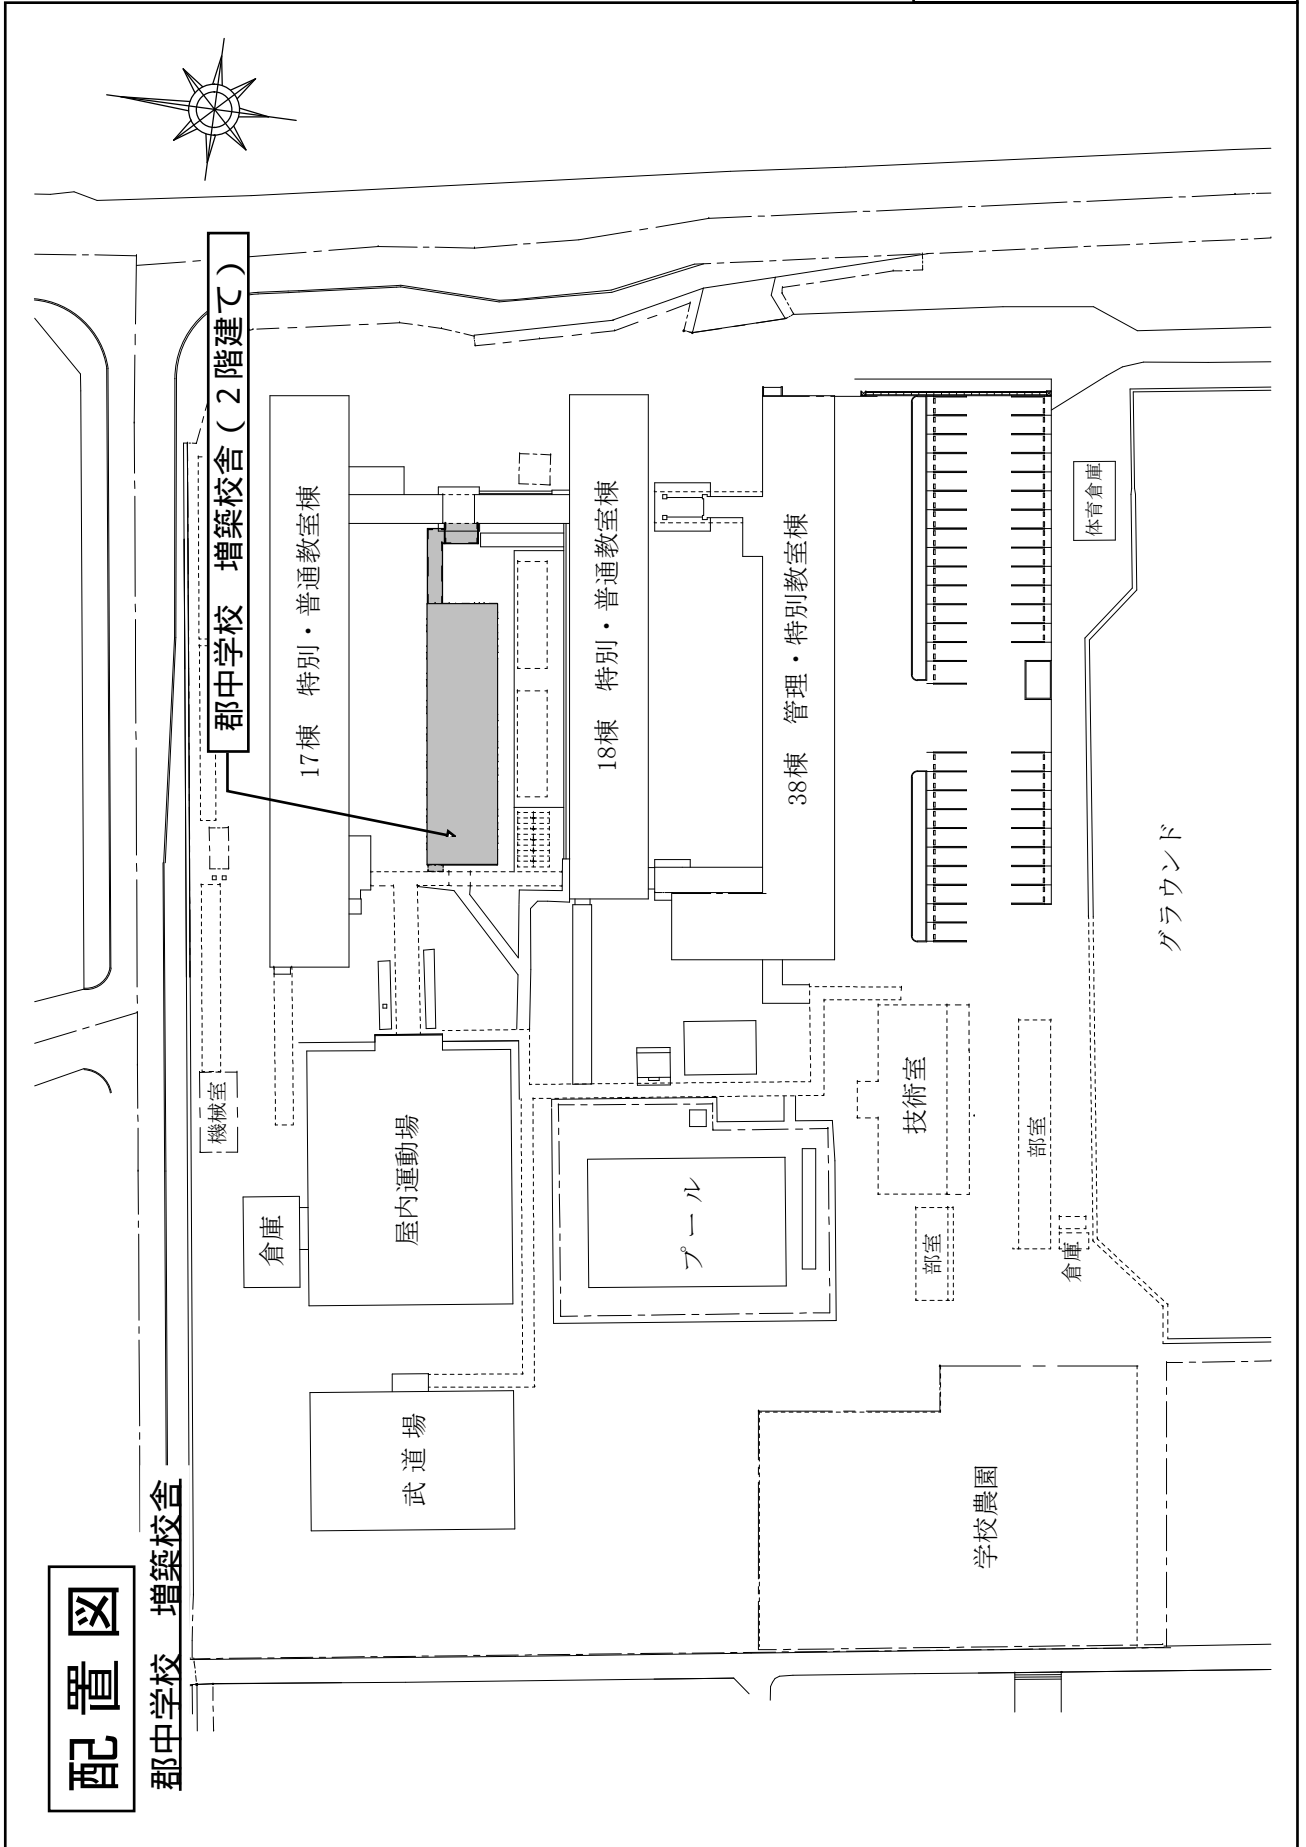 配置図
郡中学校 増築校舎
郡中学校 増築校舎(2階建て)
機械室
倉庫
17棟 特別・普通教室棟
屋内運動場
武道場
18棟 特別・普通教室棟
プール
38棟 管理・特別教室棟
技術室
部室
部室
倉庫
体育倉庫
学校農園
グラウンド